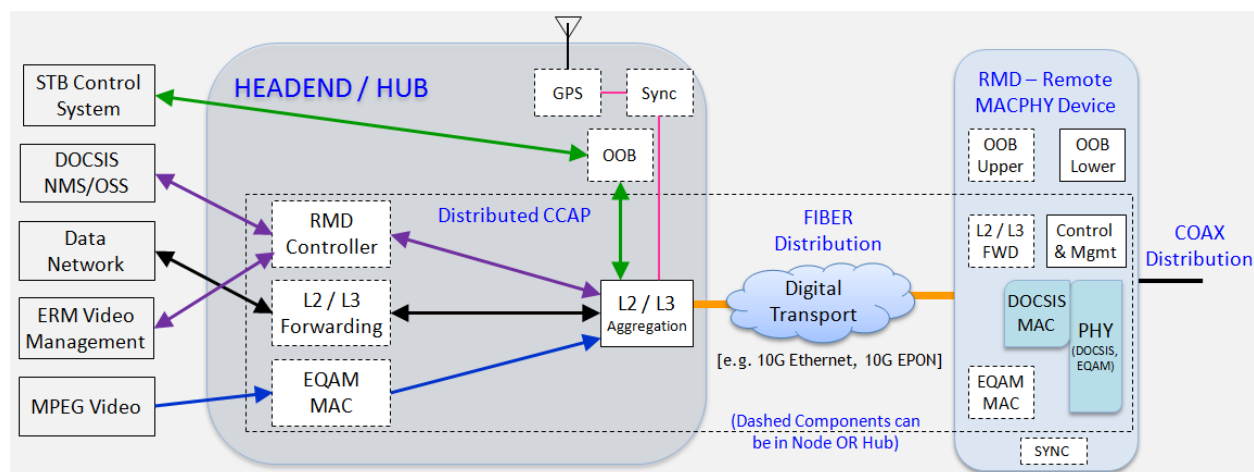 STB Control
System
DOCSIS
NMS/OSS
Data
Network
ERM Video
Management
MPEG Video
HEADEND / HUB
GPS
Sync
OOB
RMD
Controller
Distributed CCAP
L2 / L3
Forwarding
L2 / L3
Aggregation
EQAM
MAC
FIBER
Distribution
Digital
Transport
[e.g. 10G Ethernet, 10G EPON]
(Dashed Components can
be in Node OR Hub)
RMD – Remote
MACPHY Device
OOB
Upper
OOB
Lower
L2 / L3
FWD
Control
& Mgmt
DOCSIS
MAC
PHY
(DOCSIS,
EQAM)
EQAM
MAC
SYNC
COAX
Distribution